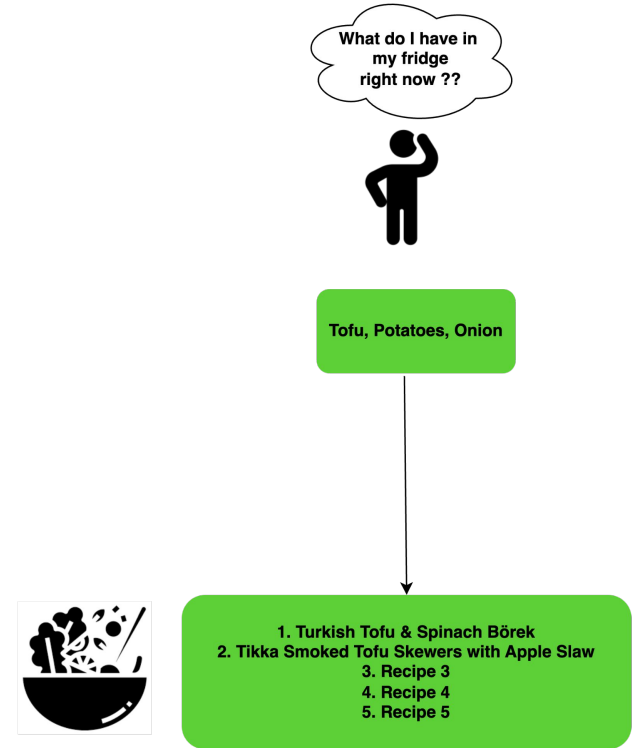 What do I have in
my fridge
right now ??
Tofu, Potatoes, Onion
1. Turkish Tofu & Spinach Börek
2. Tikka Smoked Tofu Skewers with Apple Slaw
3. Recipe 3
4. Recipe 4
5. Recipe 5